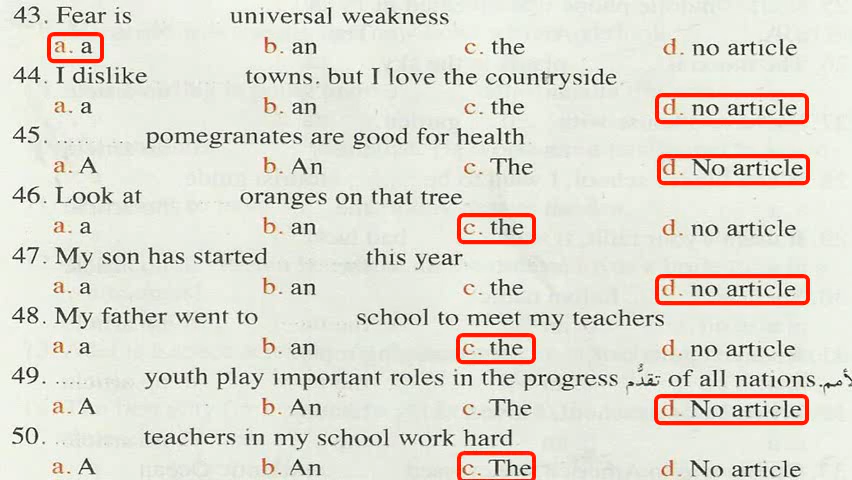 43. Fear is universal weakness
a. a b. an c. the d. no article
44. I dislike towns. but I love the countryside
a. a b. an c. the d. no article
45 pomegranates are good for health
a. A b. An c. The d. No article
46. Look at oranges on that tree
a. a b. an c. the d. no article
47. My son has started this year.
a. a b. an c. the d. no article
48. My father went to school to meet my teachers
a. a b. an c. the d. no article
49. youth play important roles in the progress تقدُّم of all nations.
a. A b. An c. The d. No article
50. teachers in my school work hard
a. A b. An c. The d. No article